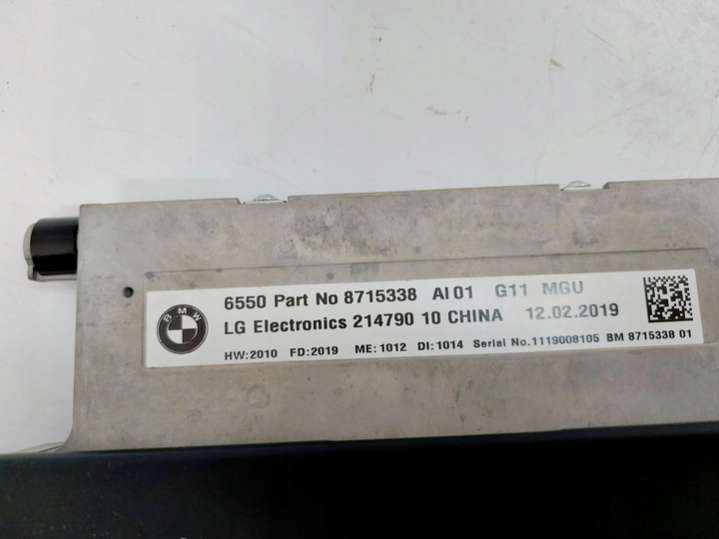 BMW
6550 Part No 8715338 AI 01 G11 MGU
LG Electronics 214790 10 CHINA 12.02.2019
HW:2010 FD:2019 ME:1012 DI:1014 Serial No.1119008105 BM 8715338 01